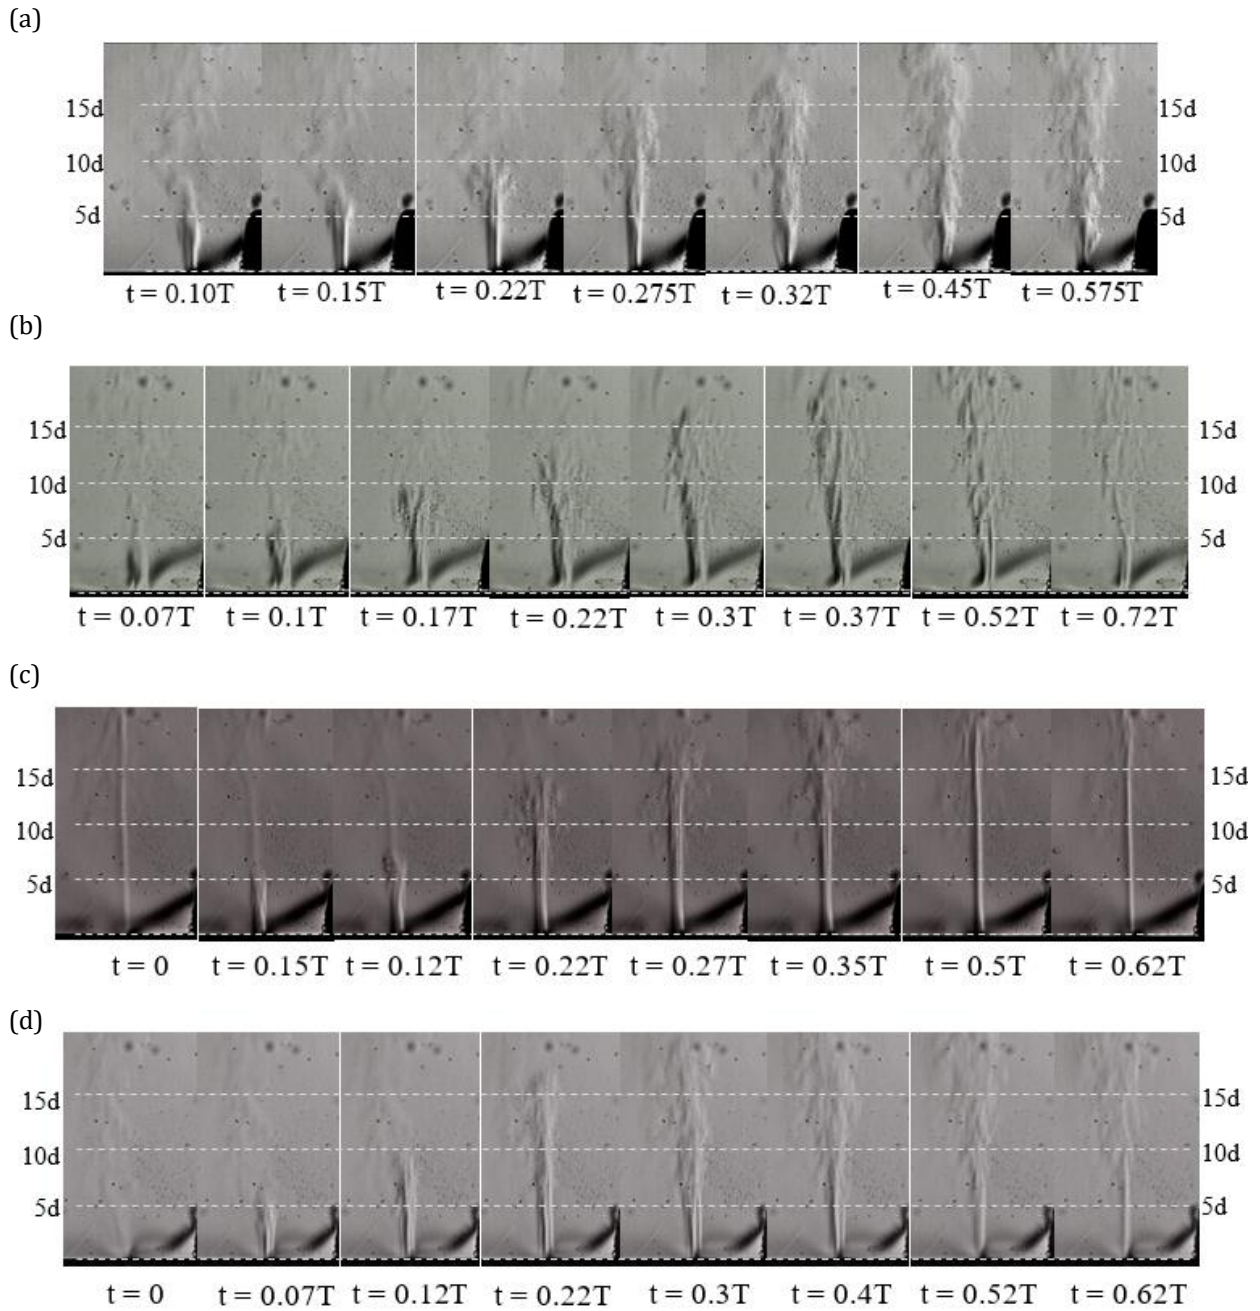 (a)
15d 15d
10d 10d
5d 5d
t = 0.10T t = 0.15T t = 0.22T t = 0.275T t = 0.32T t = 0.45T t = 0.575T
(b)
15d 15d
10d 10d
5d 5d
t = 0.07T t = 0.1T t = 0.17T t = 0.22T t = 0.3T t = 0.37T t = 0.52T t = 0.72T
(c)
15d 15d
10d 10d
5d 5d
t = 0 t = 0.15T t = 0.12T t = 0.22T t = 0.27T t = 0.35T t = 0.5T t = 0.62T
(d)
15d 15d
10d 10d
5d 5d
t = 0 t = 0.07T t = 0.12T t = 0.22T t = 0.3T t = 0.4T t = 0.52T t = 0.62T